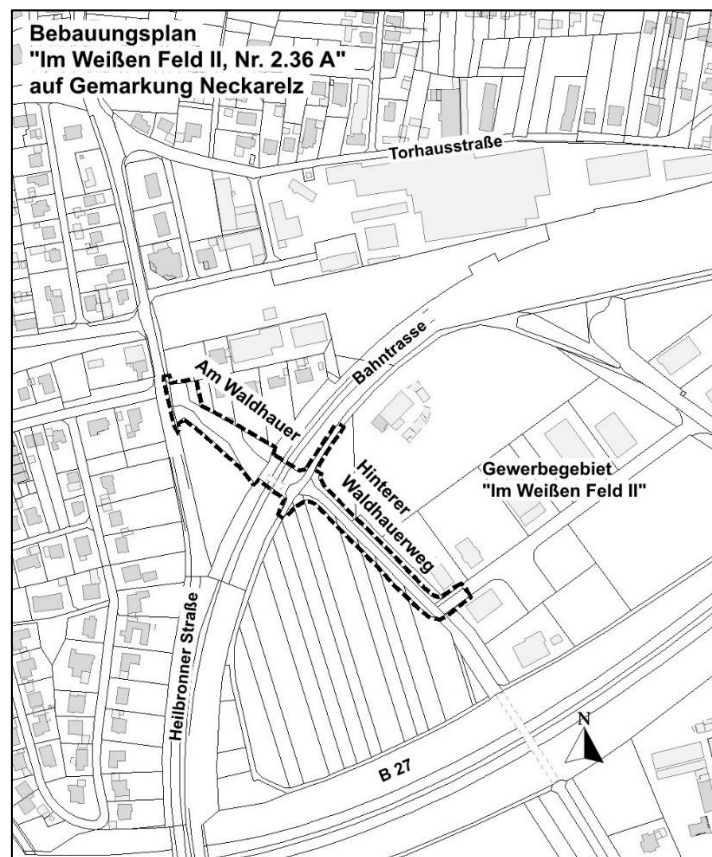 Bebauungsplan
"Im Weißen Feld II, Nr. 2.36 A"
auf Gemarkung Neckarelz
Torhausstraße
Bahntrasse
Am Waldhauer
Hinterer
Waldhauerweg
Gewerbegebiet
"Im Weißen Feld II"
Heilbronner Straße
N
B 27